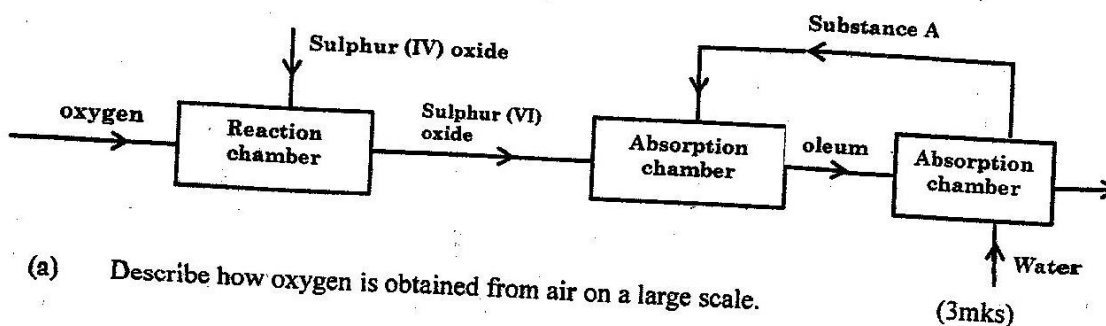 Substance A
Sulphur (IV) oxide
oxygen
Reaction
chamber
Sulphur (VI)
oxide
Absorption
chamber
oleum
Absorption
chamber
Water
(a) Describe how oxygen is obtained from air on a large scale.
(3mks)